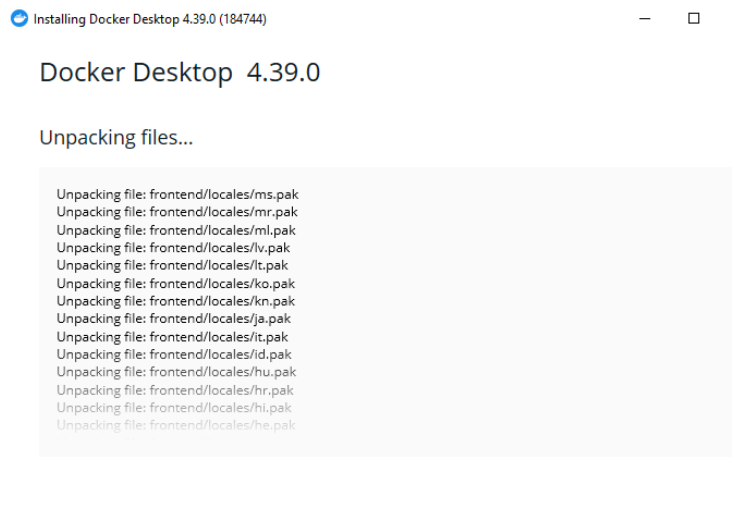 Installing Docker Desktop 4.39.0 (184744)
Docker Desktop 4.39.0
Unpacking files...
Unpacking file: frontend/locales/ms.pak
Unpacking file: frontend/locales/mr.pak
Unpacking file: frontend/locales/ml.pak
Unpacking file: frontend/locales/lv.pak
Unpacking file: frontend/locales/lt.pak
Unpacking file: frontend/locales/ko.pak
Unpacking file: frontend/locales/kn.pak
Unpacking file: frontend/locales/ja.pak
Unpacking file: frontend/locales/it.pak
Unpacking file: frontend/locales/id.pak
Unpacking file: frontend/locales/hu.pak
Unpacking file: frontend/locales/hr.pak
Unpacking file: frontend/locales/hi.pak
Unpacking file: frontend/locales/he.pak